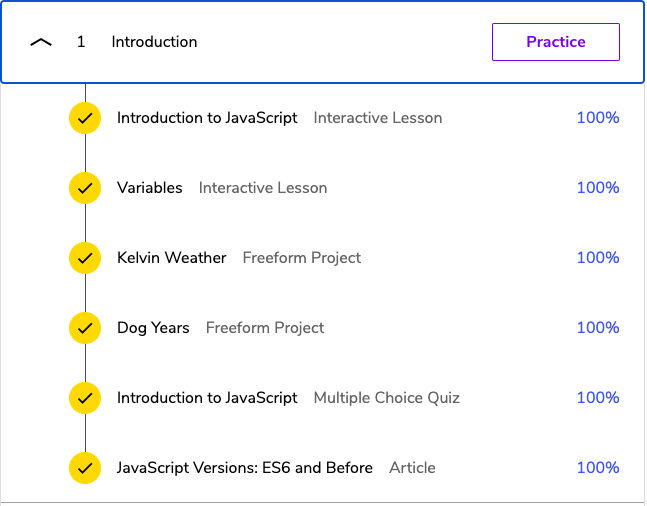 1 Introduction Practice
Introduction to JavaScript Interactive Lesson 100%
Variables Interactive Lesson 100%
Kelvin Weather Freeform Project 100%
Dog Years Freeform Project 100%
Introduction to JavaScript Multiple Choice Quiz 100%
JavaScript Versions: ES6 and Before Article 100%